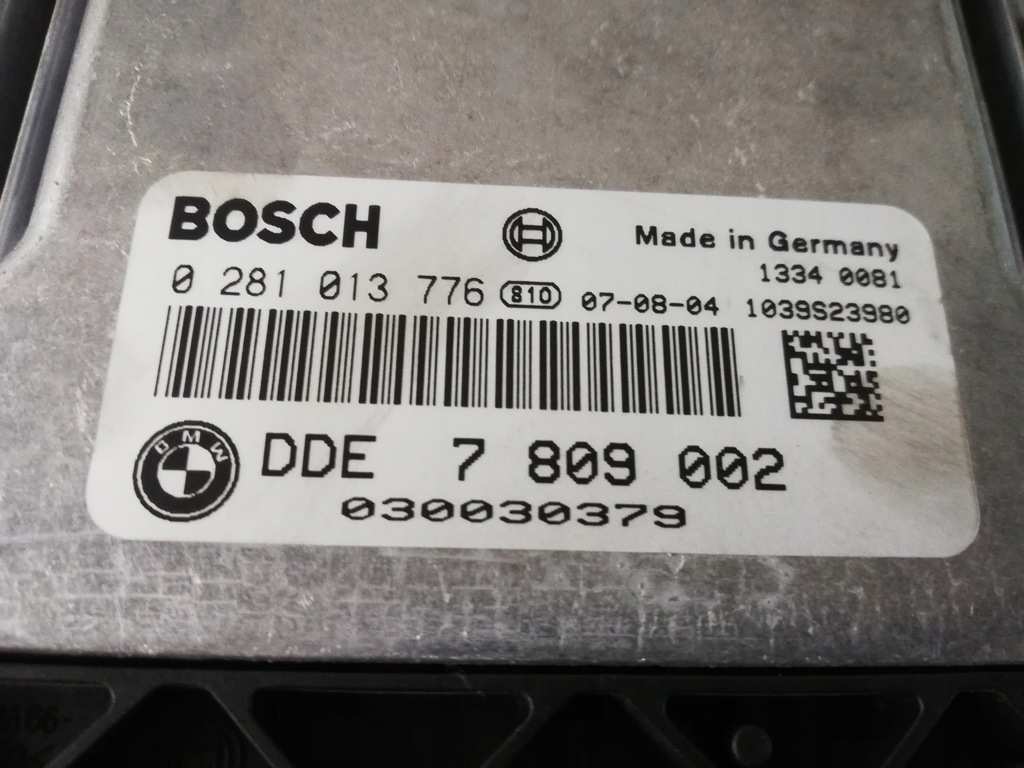 BOSCH
Made in Germany
1334 0081
0 281 013 776 810 07-08-04 1039S23980
BMW
DDE 7 809 002
030030379